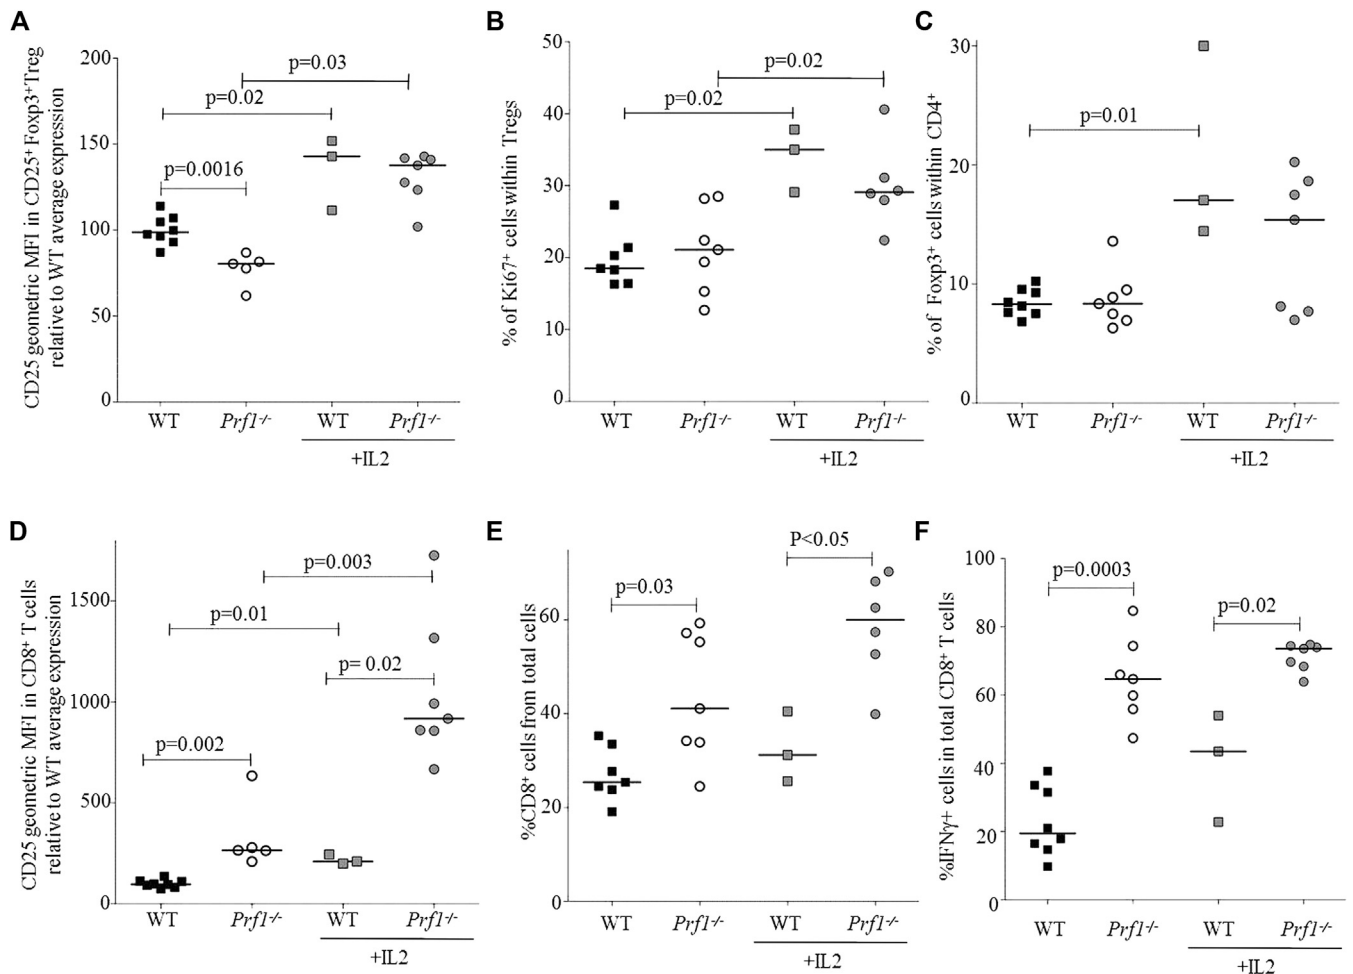 A
CD25 geometric MFI in CD25⁺Foxp3⁺Treg
relative to WT average expression
200
150
100
50
0
p=0.03
p=0.02
p=0.0016
WT Prf1-/- WT Prf1-/-
+IL2
B
% of Ki67⁺ cells within Tregs
50
40
30
20
10
0
p=0.02
p=0.02
WT Prf1-/- WT Prf1-/-
+IL2
C
% of Foxp3⁺ cells within CD4⁺
30
20
10
0
p=0.01
WT Prf1-/- WT Prf1-/-
+IL2
D
CD25 geometric MFI in CD8⁺ T cells
relative to WT average expression
1500
1000
500
0
p=0.003
p=0.01
p= 0.02
p=0.002
WT Prf1-/- WT Prf1-/-
+IL2
E
%CD8⁺ cells from total cells
60
40
20
0
P<0.05
p=0.03
WT Prf1-/- WT Prf1-/-
+IL2
F
%IFNγ+ cells in total CD8⁺ T cells
100
80
60
40
20
0
p=0.0003
p=0.02
WT Prf1-/- WT Prf1-/-
+IL2